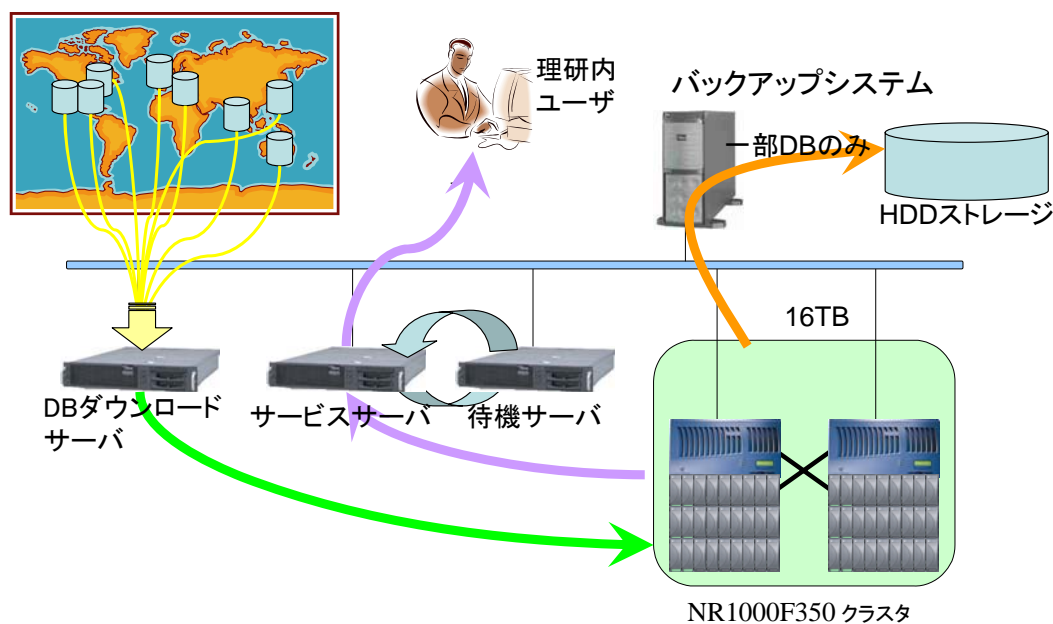 理研内
ユーザ
バックアップシステム
一部DBのみ
HDDストレージ
16TB
DBダウンロード
サーバ
サービスサーバ
待機サーバ
NR1000F350 クラスタ